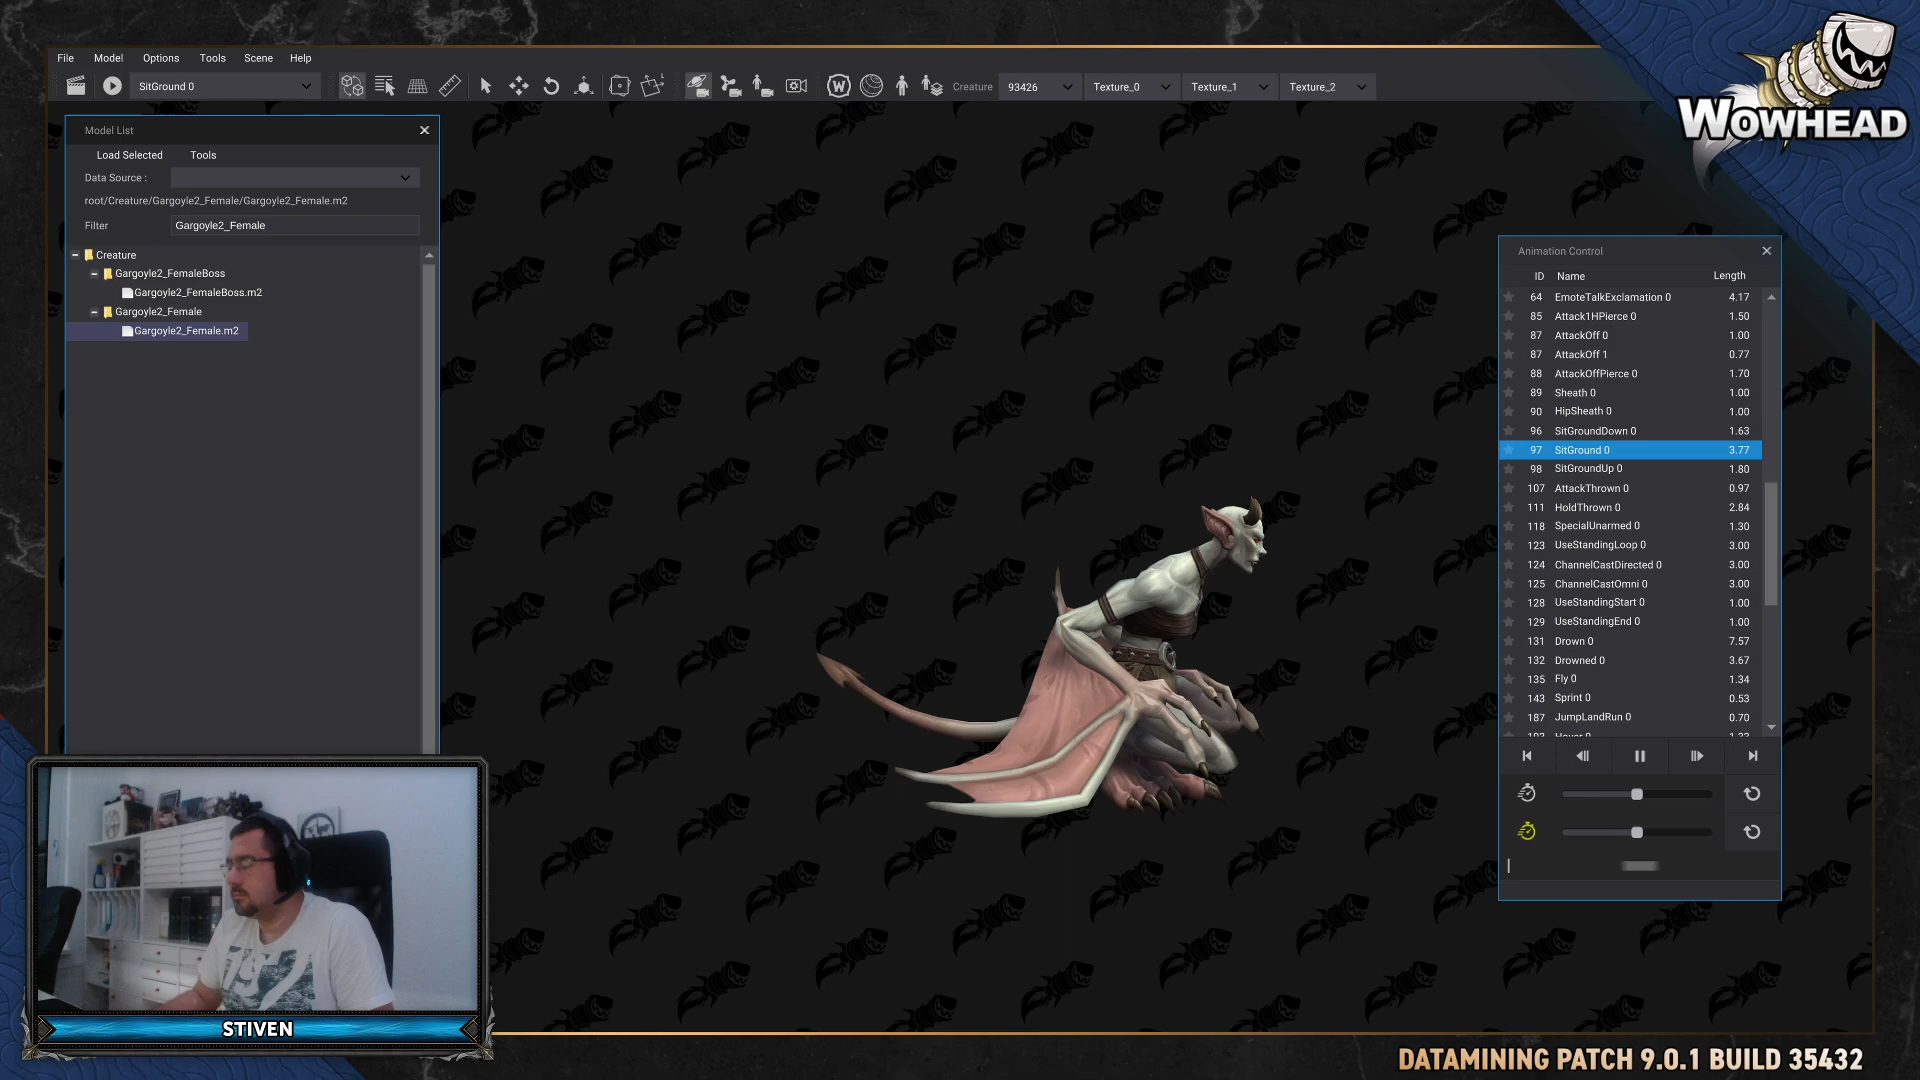 File Model Options Tools Scene Help
SitGround 0
Creature 93426 Texture_0 Texture_1 Texture_2
WOWHEAD
Model List
Load Selected Tools
Data Source :
root/Creature/Gargoyle2_Female/Gargoyle2_Female.m2
Filter Gargoyle2_Female
Creature
Gargoyle2_FemaleBoss
Gargoyle2_FemaleBoss.m2
Gargoyle2_Female
Gargoyle2_Female.m2
Animation Control
ID Name Length
64 EmoteTalkExclamation 0 4.17
85 Attack1HPierce 0 1.50
87 AttackOff 0 1.00
87 AttackOff 1 0.77
88 AttackOffPierce 0 1.70
89 Sheath 0 1.00
90 HipSheath 0 1.00
96 SitGroundDown 0 1.63
97 SitGround 0 3.77
98 SitGroundUp 0 1.80
107 AttackThrown 0 0.97
111 HoldThrown 0 2.84
118 SpecialUnarmed 0 1.30
123 UseStandingLoop 0 3.00
124 ChannelCastDirected 0 3.00
125 ChannelCastOmni 0 3.00
128 UseStandingStart 0 1.00
129 UseStandingEnd 0 1.00
131 Drown 0 7.57
132 Drowned 0 3.67
135 Fly 0 1.34
143 Sprint 0 0.53
187 JumpLandRun 0 0.70
STIVEN
DATAMINING PATCH 9.0.1 BUILD 35432